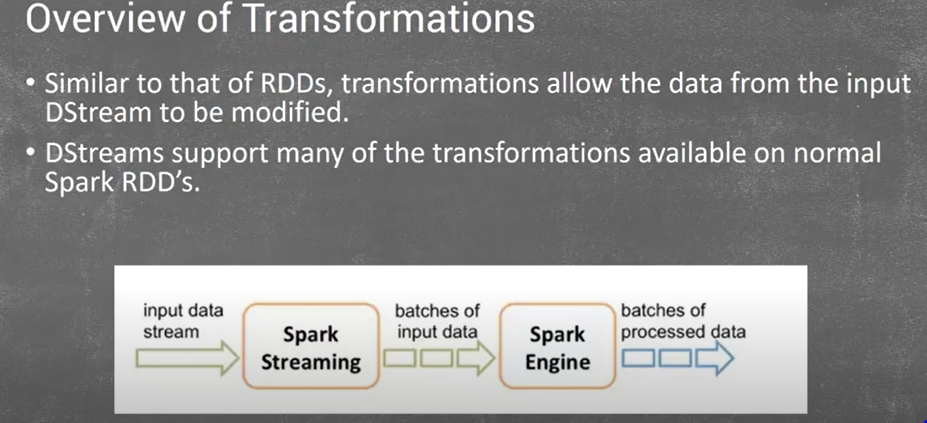 Overview of Transformations
• Similar to that of RDDs, transformations allow the data from the input
DStream to be modified.
• DStreams support many of the transformations available on normal
Spark RDD's.
input data
stream
Spark
Streaming
batches of
input data
Spark
Engine
batches of
processed data